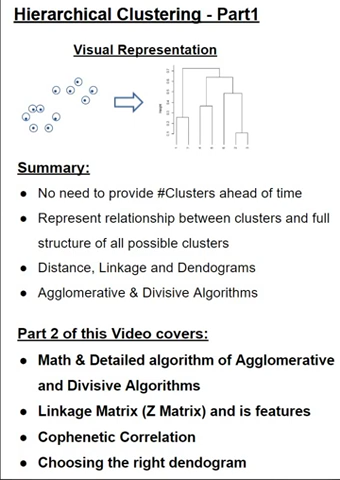 Hierarchical Clustering - Part1
Visual Representation
Summary:
● No need to provide #Clusters ahead of time
● Represent relationship between clusters and full
structure of all possible clusters
● Distance, Linkage and Dendograms
● Agglomerative & Divisive Algorithms
Part 2 of this Video covers:
● Math & Detailed algorithm of Agglomerative
and Divisive Algorithms
● Linkage Matrix (Z Matrix) and is features
● Cophenetic Correlation
● Choosing the right dendogram